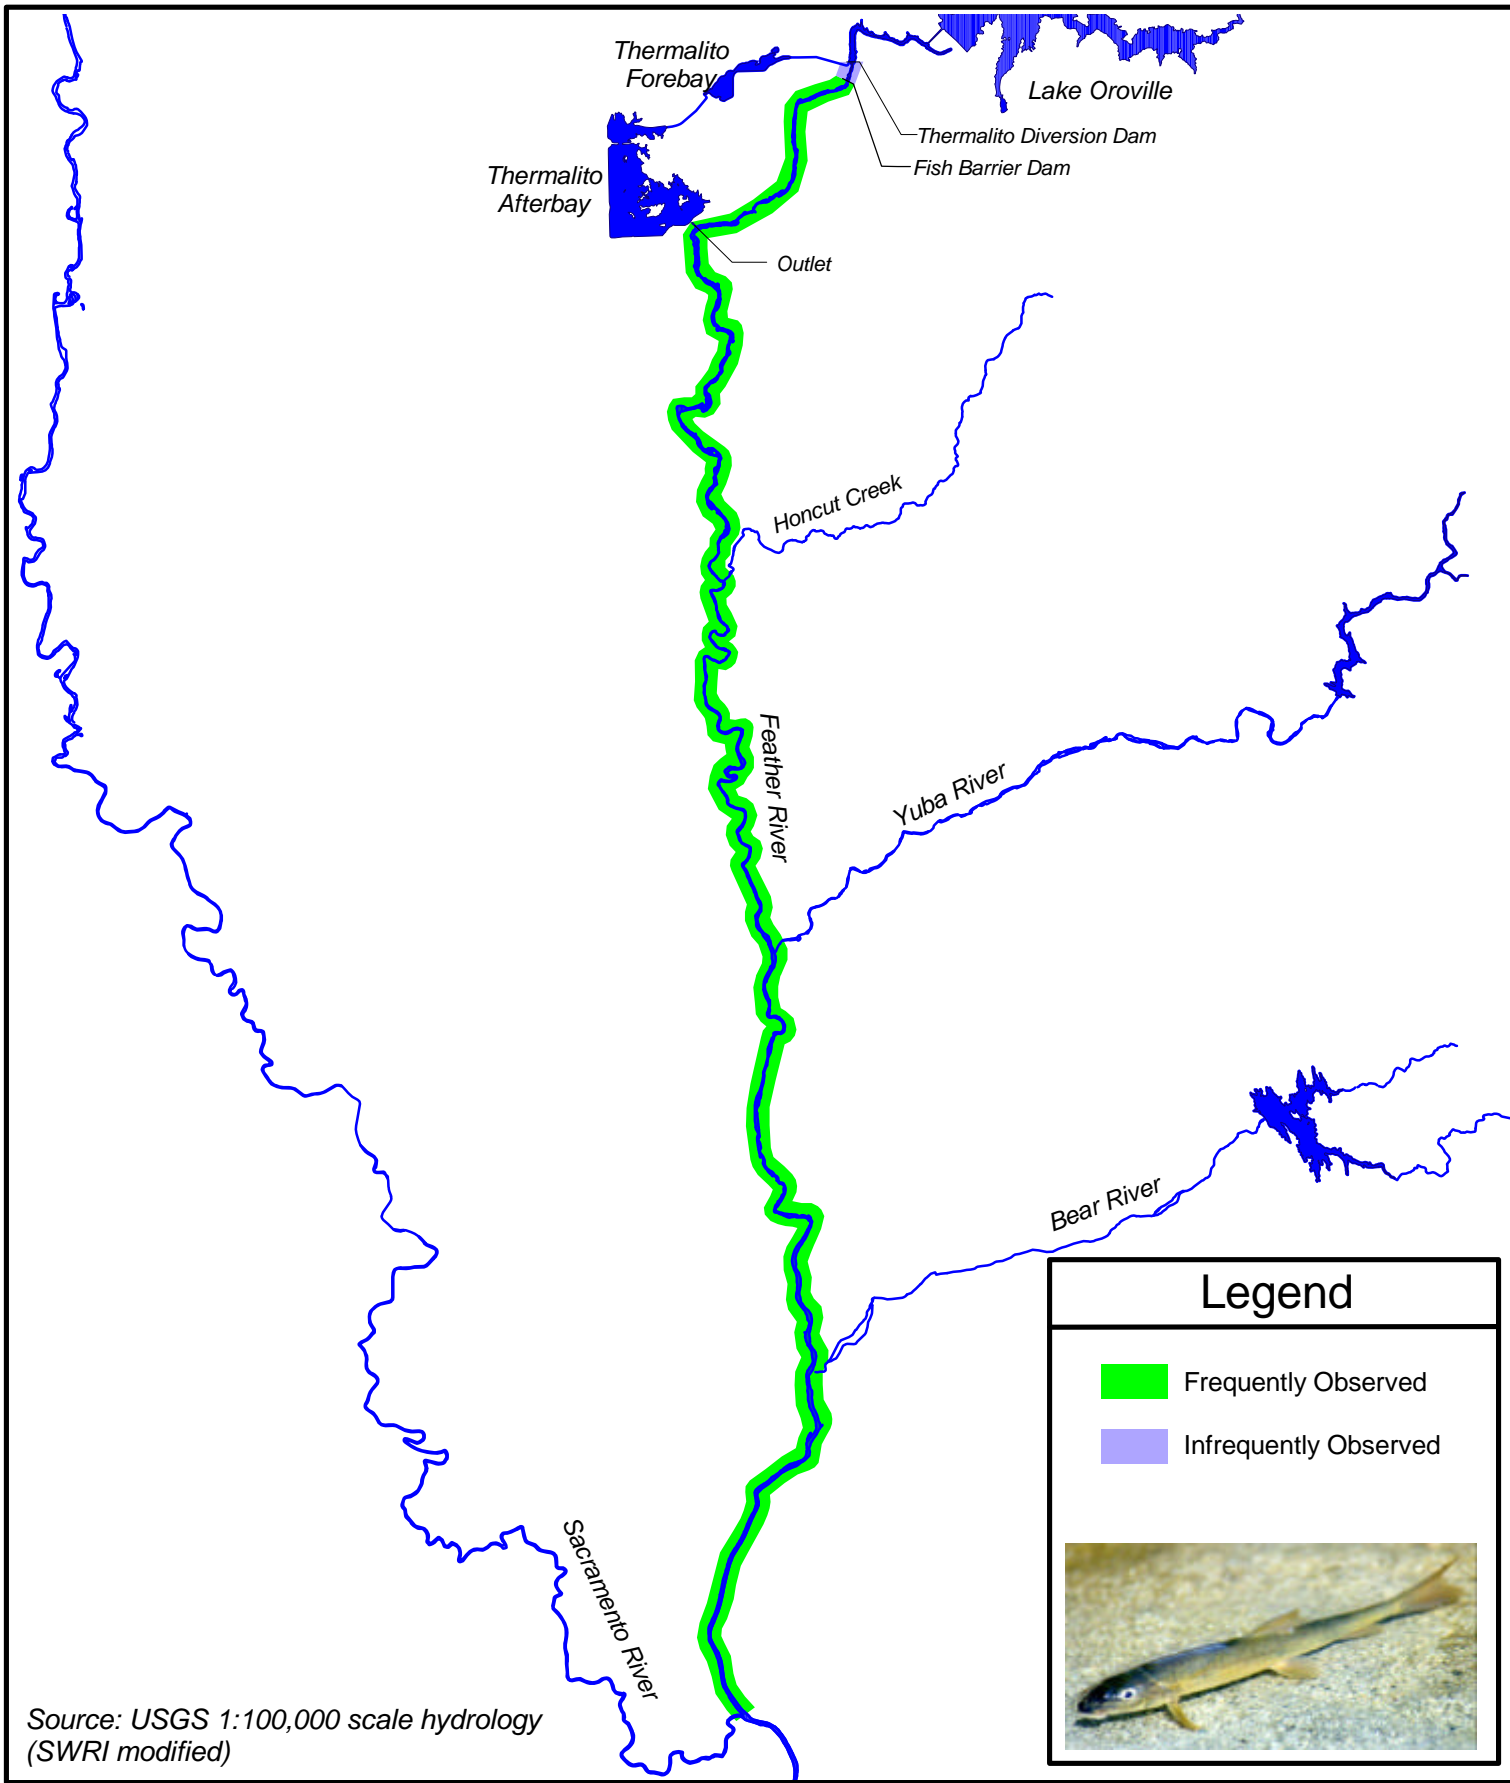 Thermalito
Forebay
Lake Oroville
Thermalito Diversion Dam
Fish Barrier Dam
Thermalito
Afterbay
Outlet
Honcut Creek
Feather River
Yuba River
Bear River
Legend
Frequently Observed
Infrequently Observed
Sacramento River
Source: USGS 1:100,000 scale hydrology
(SWRI modified)